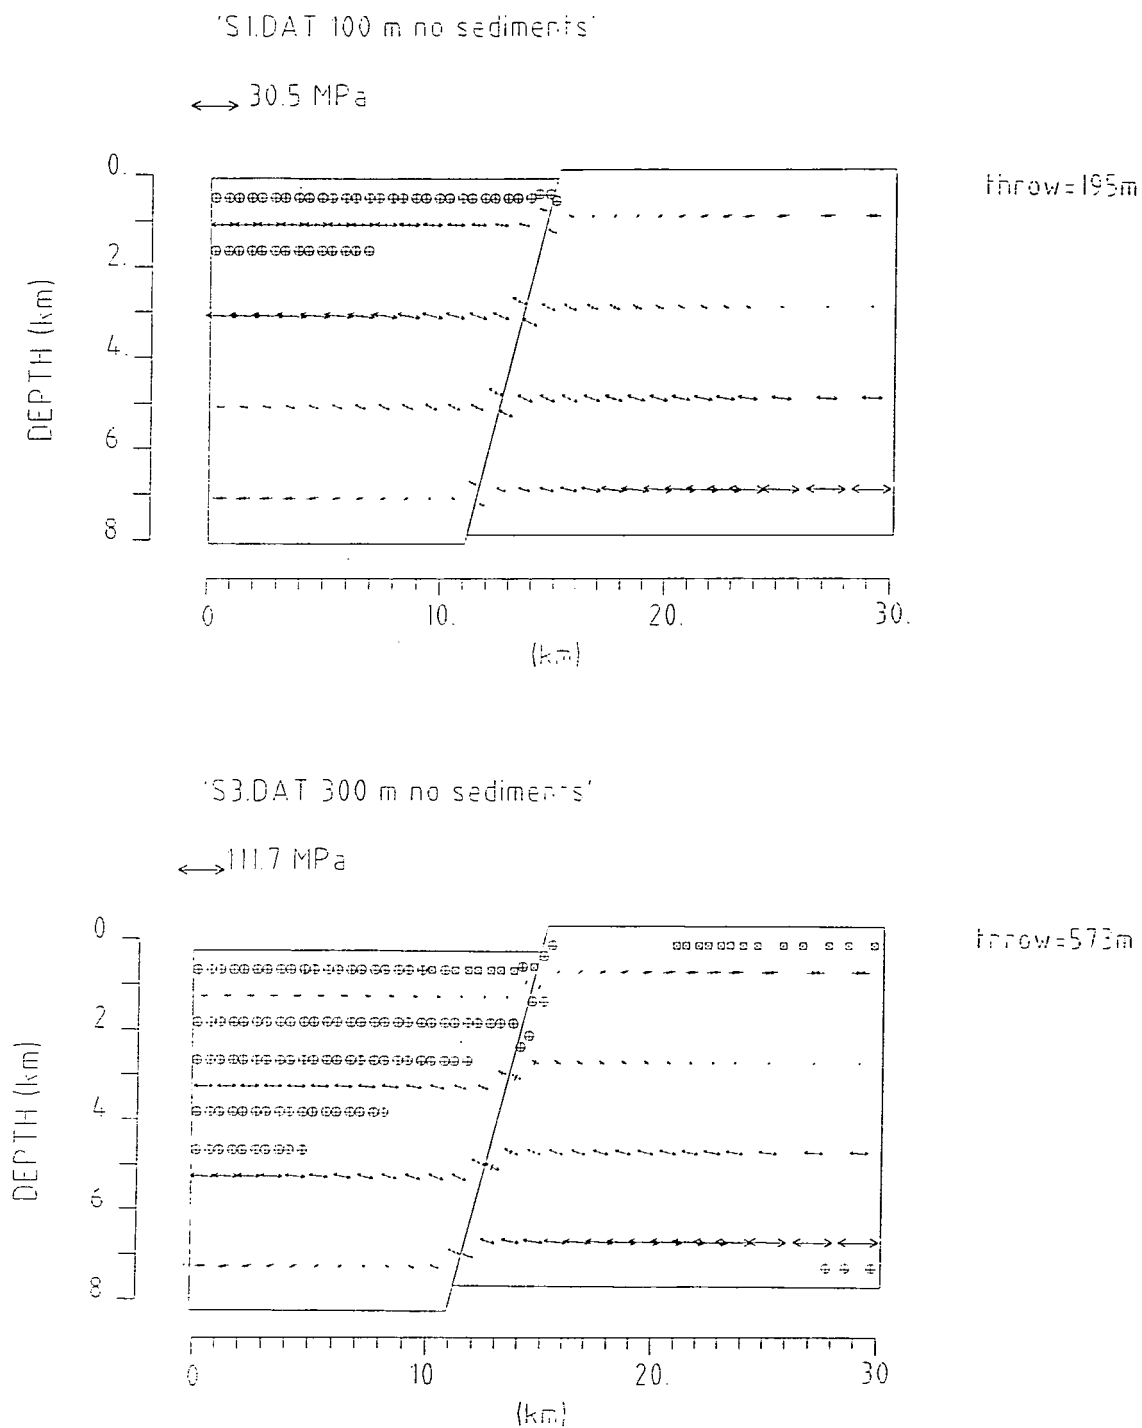 'S1.DAT 100 m no sediments'
30.5 MPa
throw=195m
0.
2.
4.
6
8
DEPTH (km)
0 10. 20. 30.
(km)
'S3.DAT 300 m no sediments'
111.7 MPa
throw=573m
0
2
4
6
8
DEPTH (km)
0 10 20. 30
(km)